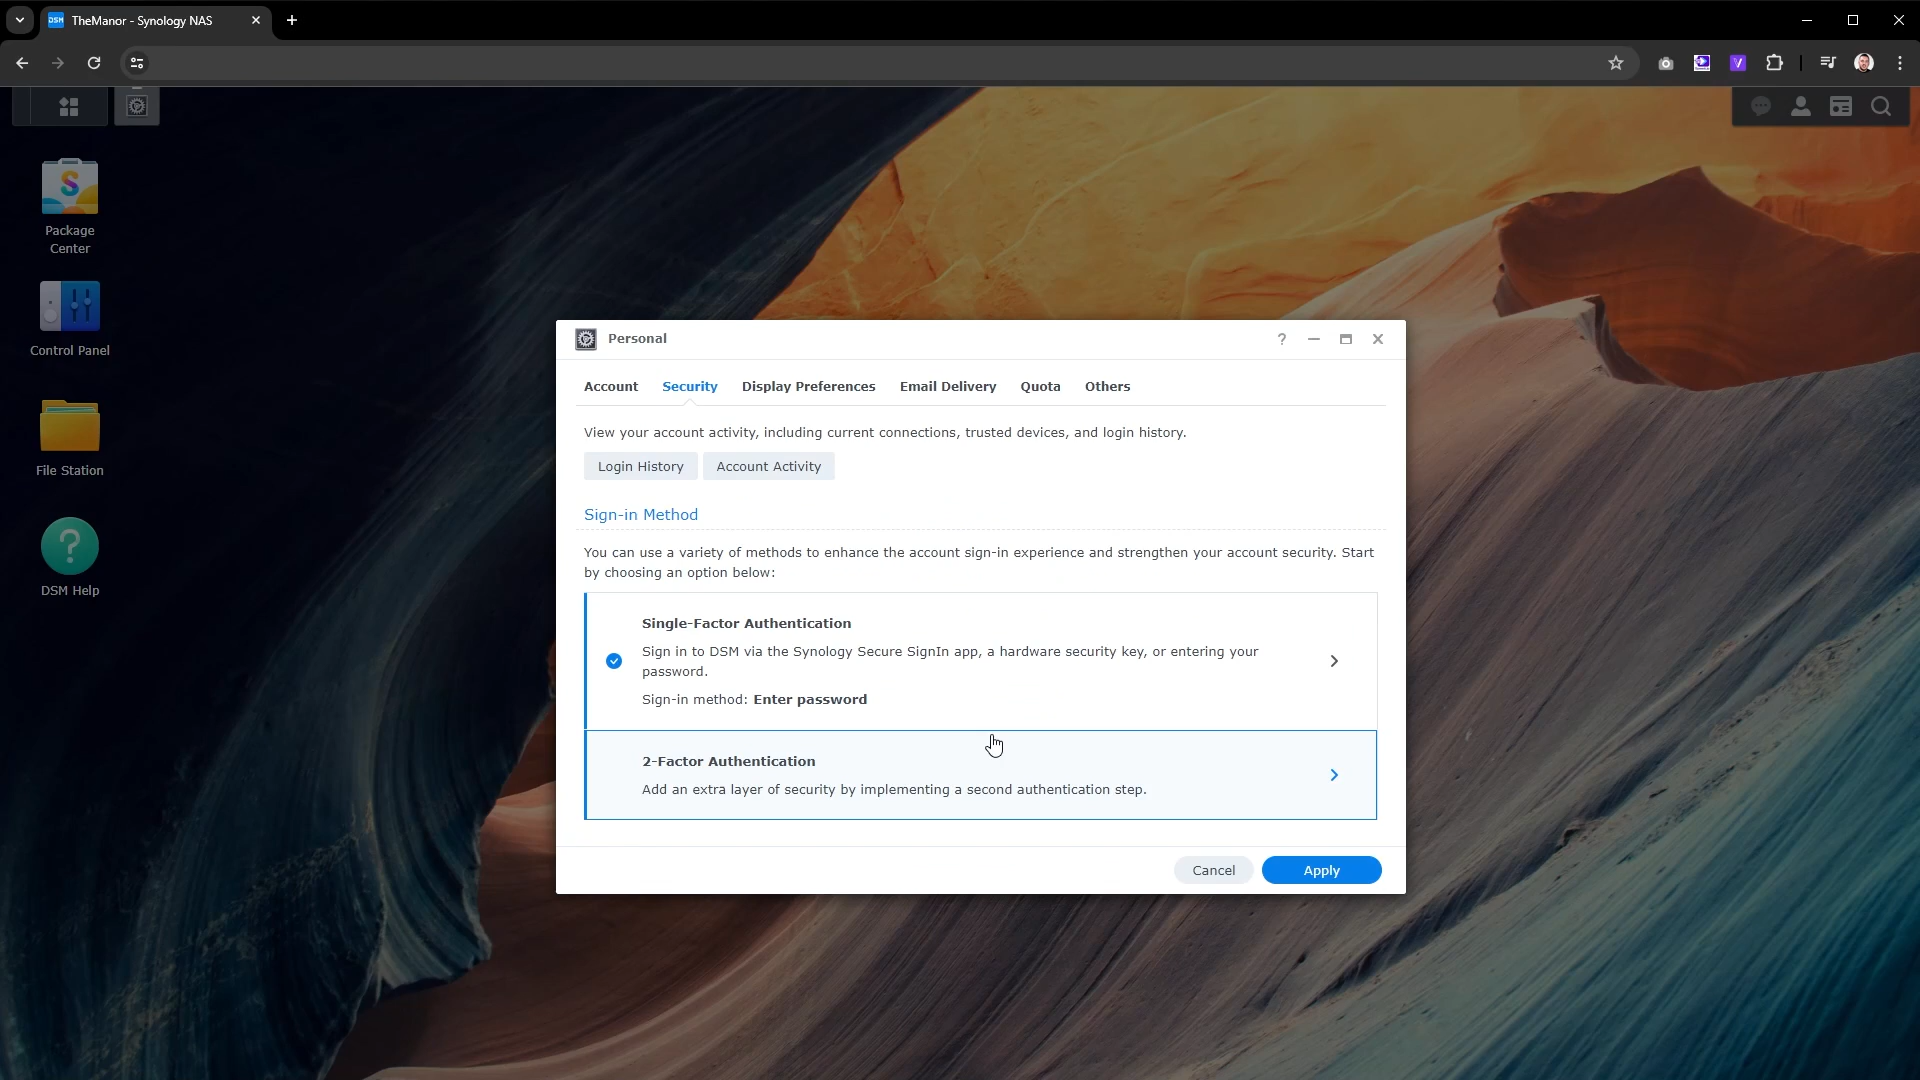 DSM TheManor - Synology NAS
V
S
Package
Center
Control Panel
File Station
?
DSM Help
Personal
?
Account Security Display Preferences Email Delivery Quota Others
View your account activity, including current connections, trusted devices, and login history.
Login History Account Activity
Sign-in Method
You can use a variety of methods to enhance the account sign-in experience and strengthen your account security. Start
by choosing an option below:
Single-Factor Authentication
Sign in to DSM via the Synology Secure SignIn app, a hardware security key, or entering your
password.
Sign-in method: Enter password
2-Factor Authentication
Add an extra layer of security by implementing a second authentication step.
Cancel Apply